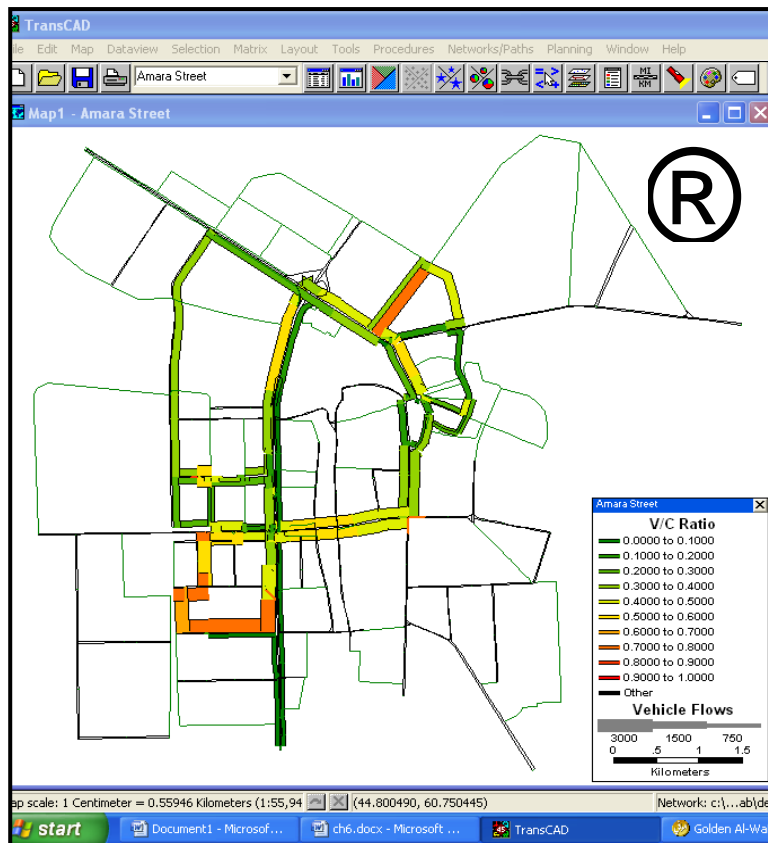 TransCAD
ile Edit Map Dataview Selection Matrix Layout Tools Procedures Networks/Paths Planning Window Help
Amara Street
MI
KM
Map1 - Amara Street
®
Amara Street
V/C Ratio
0.0000 to 0.1000
0.1000 to 0.2000
0.2000 to 0.3000
0.3000 to 0.4000
0.4000 to 0.5000
0.5000 to 0.6000
0.6000 to 0.7000
0.7000 to 0.8000
0.8000 to 0.9000
0.9000 to 1.0000
Other
Vehicle Flows
3000 1500 750
0 .5 1 1.5
Kilometers
ap scale: 1 Centimeter = 0.55946 Kilometers (1:55,94 (44.800490, 60.750445) Network: c:\...ab\de
start Document1 - Microsof... ch6.docx - Microsoft ... TransCAD Golden Al-Wa